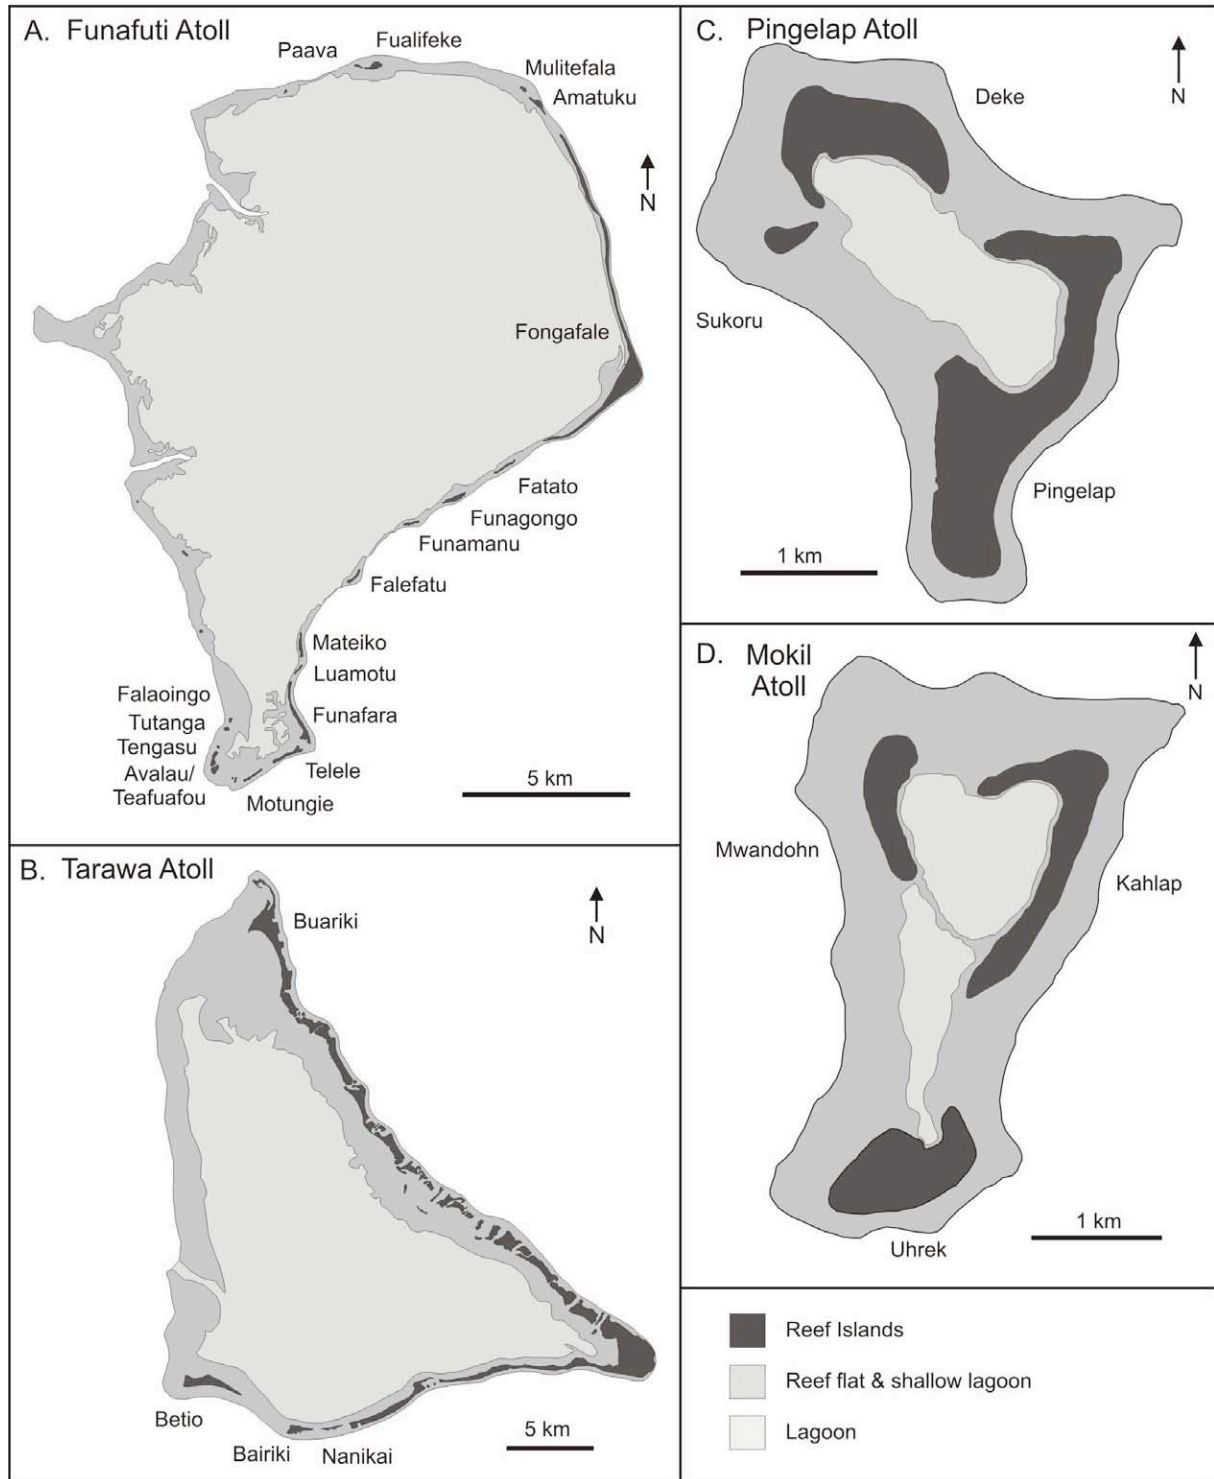 A. Funafuti Atoll
Paava
Fualifeke
Mulitefala
Amatuku
N
Fongafale
Fatato
Funagongo
Funamanu
Falefatu
Mateiko
Luamotu
Funafara
Falaoingo
Tutanga
Tengasu
Avalau/
Teafuafou
Telele
Motungie
5 km
B. Tarawa Atoll
Buariki
N
Betio
Bairiki
Nanikai
5 km
C. Pingelap Atoll
Deke
N
Sukoru
Pingelap
1 km
D. Mokil
Atoll
N
Mwandohn
Kahlap
Uhrek
1 km
Reef Islands
Reef flat & shallow lagoon
Lagoon